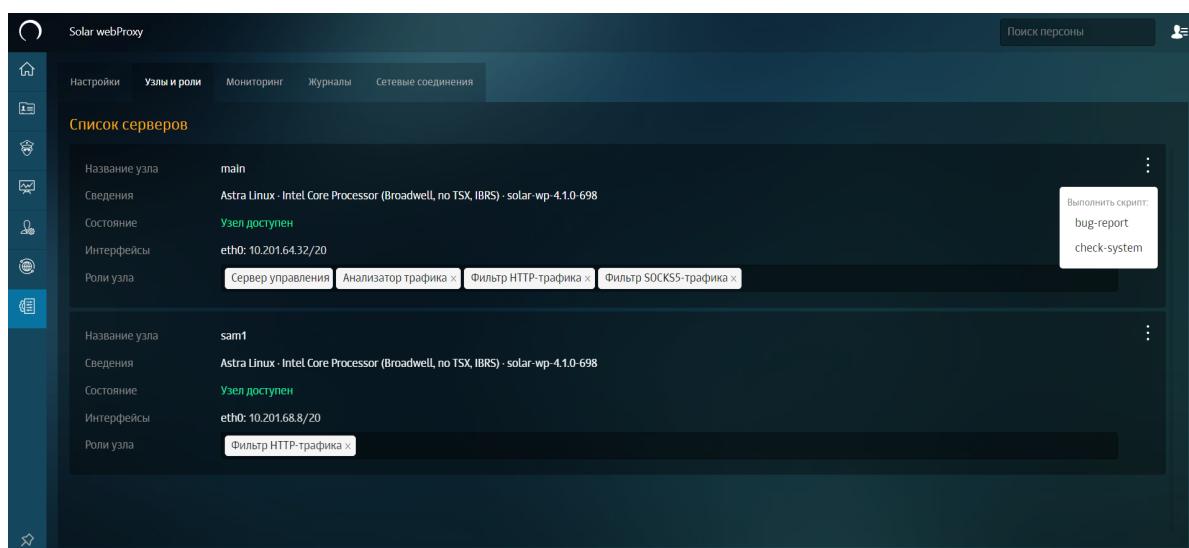 Solar webProxy
Поиск персоны
Настройки Узлы и роли Мониторинг Журналы Сетевые соединения
Список серверов
Название узла main
Сведения Astra Linux · Intel Core Processor (Broadwell, no TSX, IBRS) · solar-wp-4.1.0-698
Состояние Узел доступен
Интерфейсы eth0: 10.201.64.32/20
Роли узла Сервер управления Анализатор трафика × Фильтр HTTP-трафика × Фильтр SOCKS5-трафика ×
Выполнить скрипт:
bug-report
check-system
Название узла sam1
Сведения Astra Linux · Intel Core Processor (Broadwell, no TSX, IBRS) · solar-wp-4.1.0-698
Состояние Узел доступен
Интерфейсы eth0: 10.201.68.8/20
Роли узла Фильтр HTTP-трафика ×